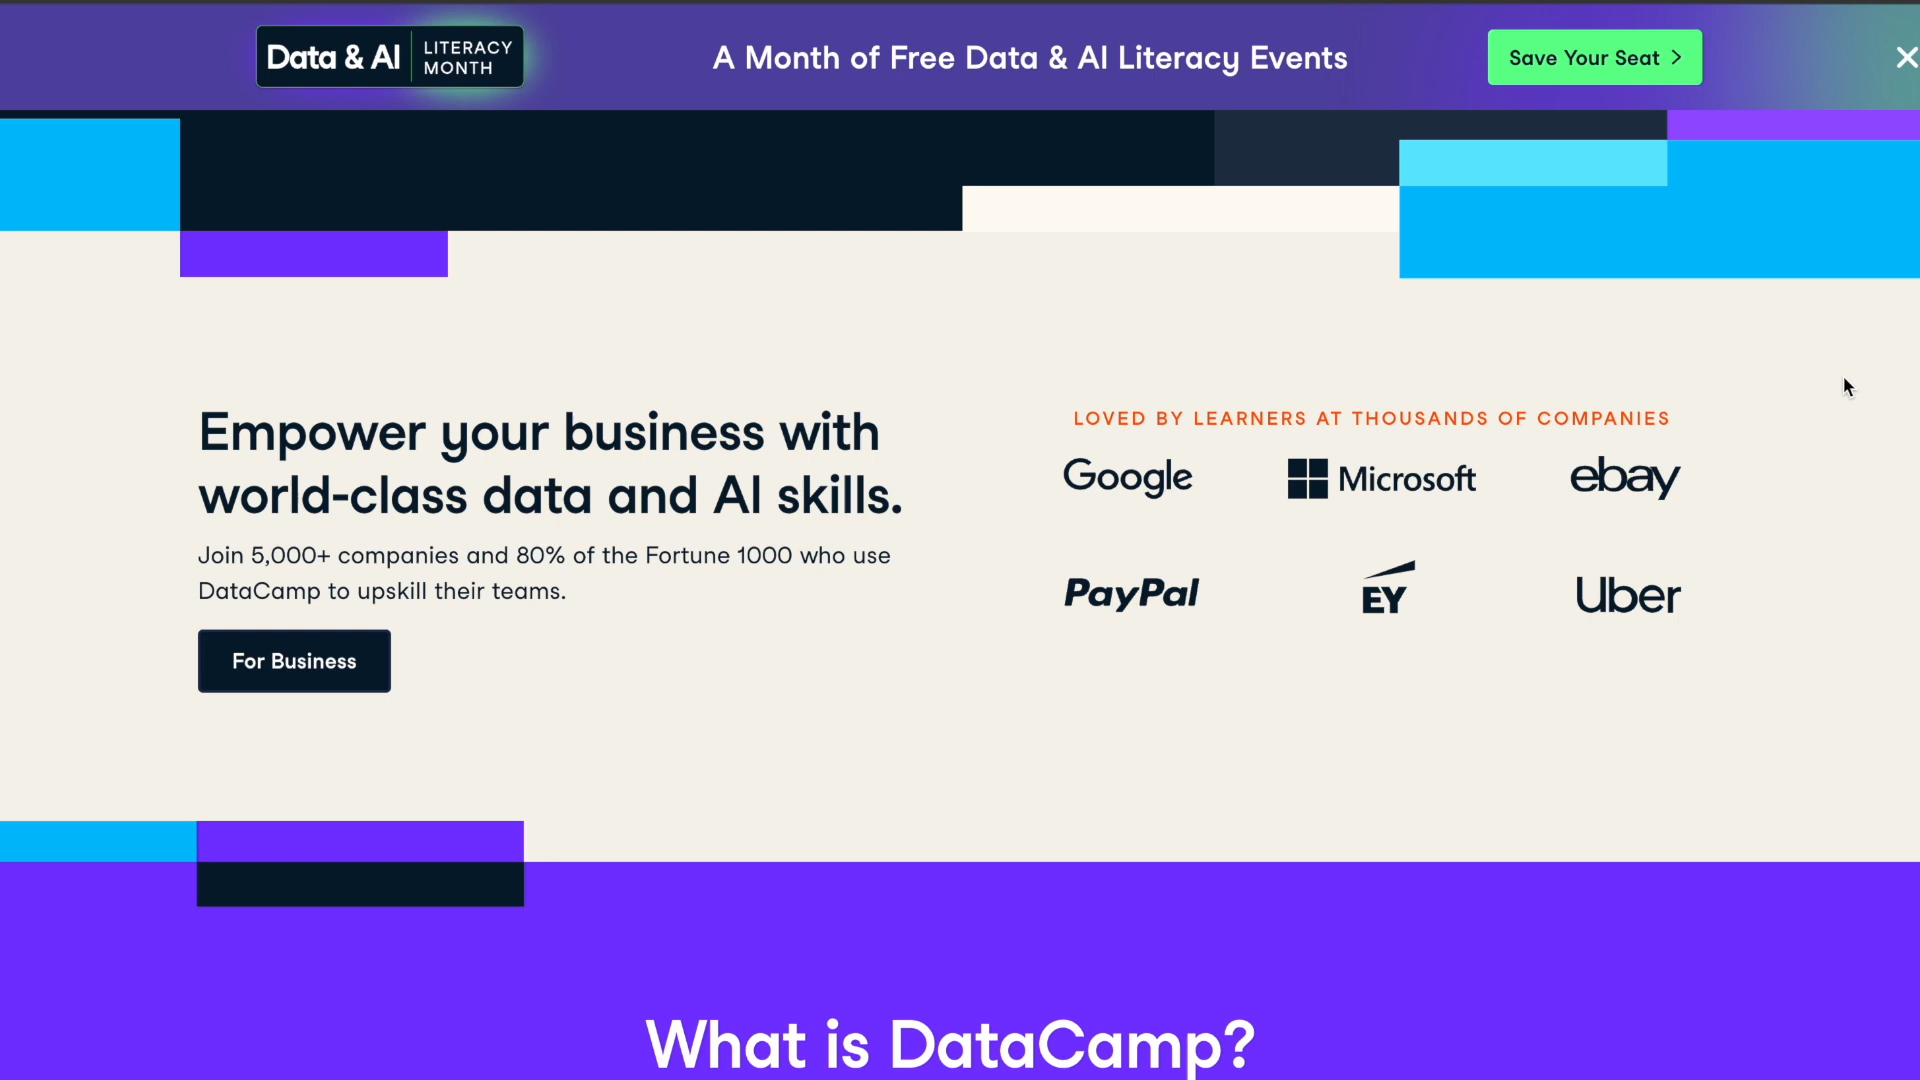 Data & AI
LITERACY
MONTH
A Month of Free Data & AI Literacy Events
Save Your Seat >
Empower your business with
world-class data and AI skills.
Join 5,000+ companies and 80% of the Fortune 1000 who use
DataCamp to upskill their teams.
For Business
LOVED BY LEARNERS AT THOUSANDS OF COMPANIES
Google
Microsoft
ebay
PayPal
EY
Uber
What is DataCamp?